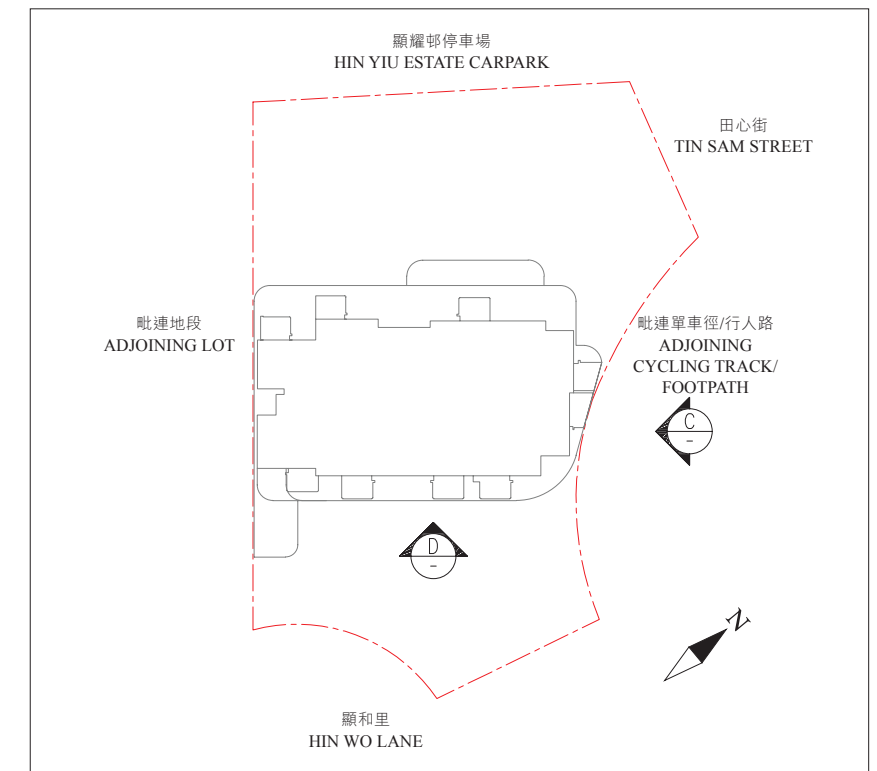 顯耀邨停車場
HIN YIU ESTATE CARPARK
田心街
TIN SAM STREET
毗連地段
ADJOINING LOT
毗連單車徑/行人路
ADJOINING
CYCLING TRACK/
FOOTPATH
C
-
D
-
N
顯和里
HIN WO LANE